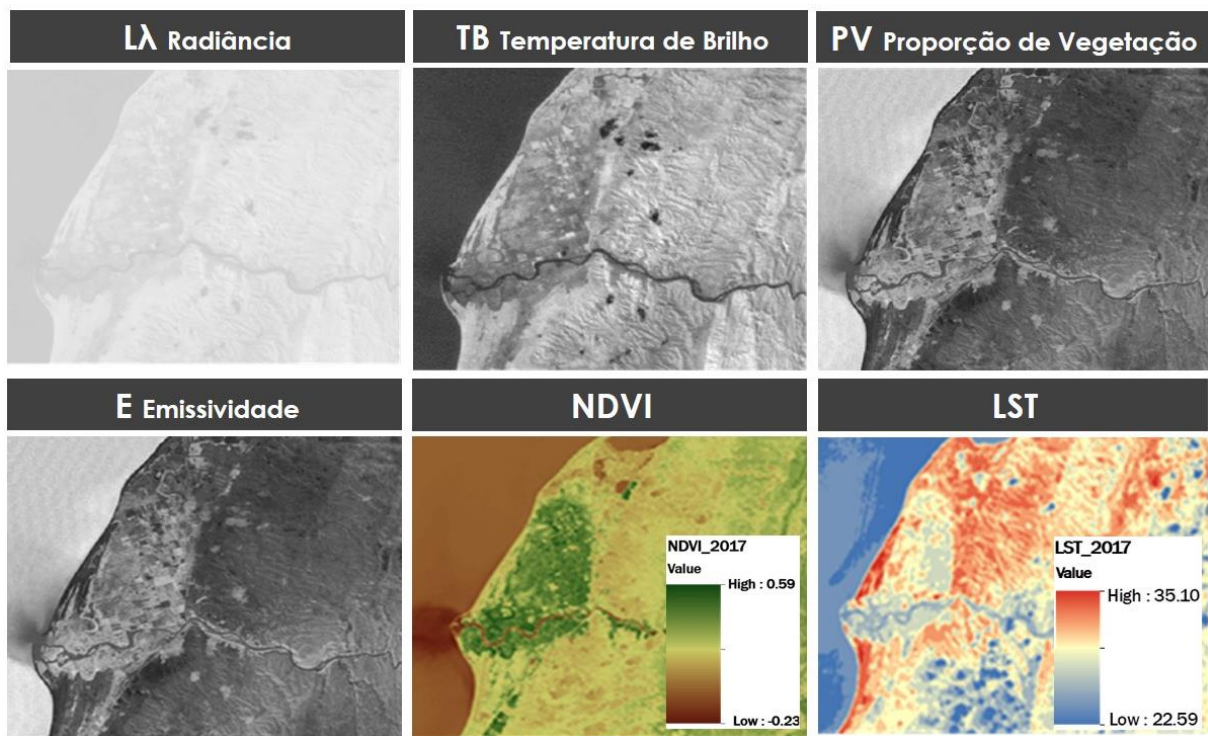 Lλ Radiância
TB Temperatura de Brilho
PV Proporção de Vegetação
E Emissividade
NDVI
LST
NDVI_2017
Value
High : 0.59
Low : -0.23
LST_2017
Value
High : 35.10
Low : 22.59